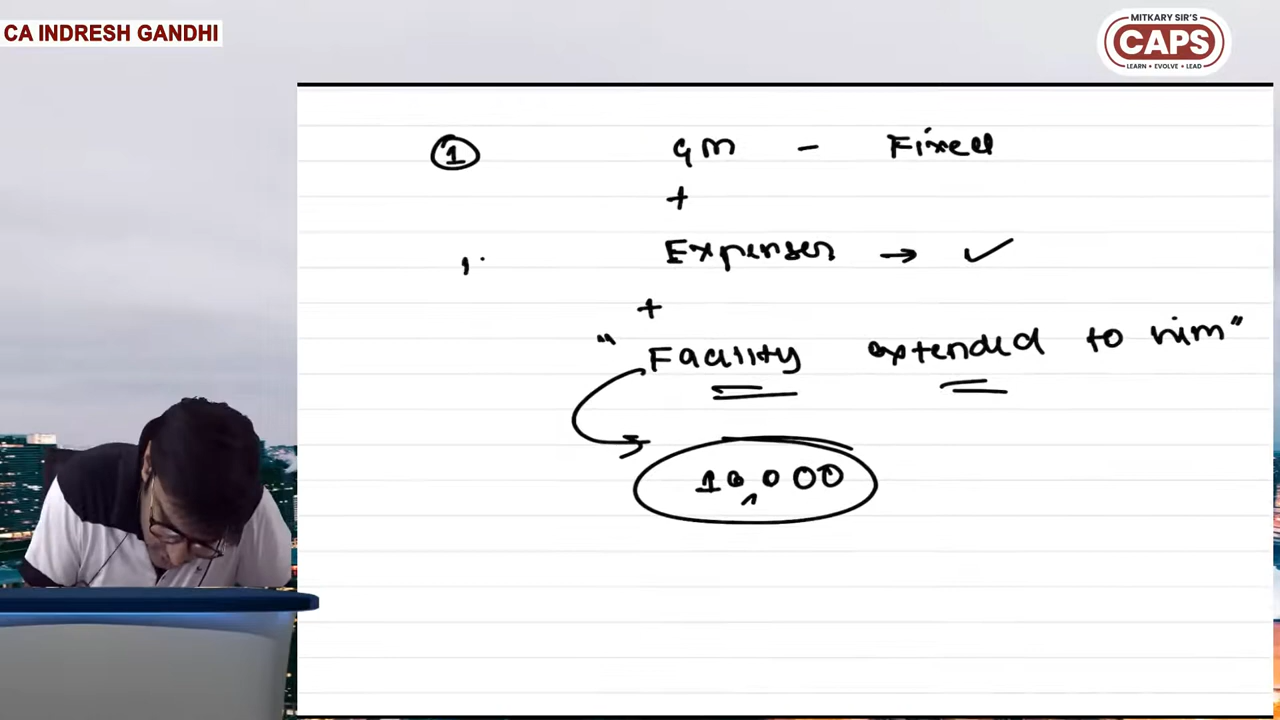 CA INDRESH GANDHI
MITKARY SIR'S
CAPS
LEARN • EVOLVE • LEAD
1 GM - Fixed
+
Expenses → ✓
+
" Facility extended to him"
10,000